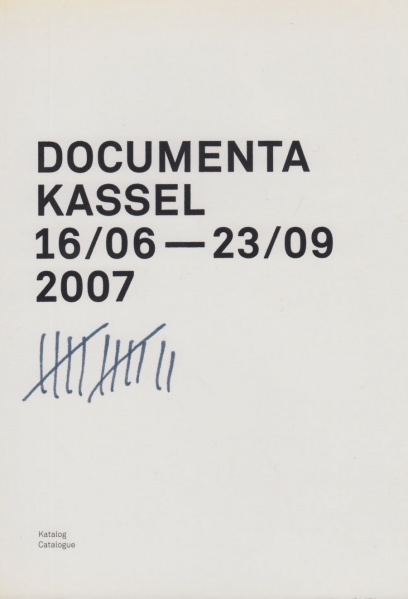 DOCUMENTA
KASSEL
16/06 — 23/09
2007
Katalog
Catalogue